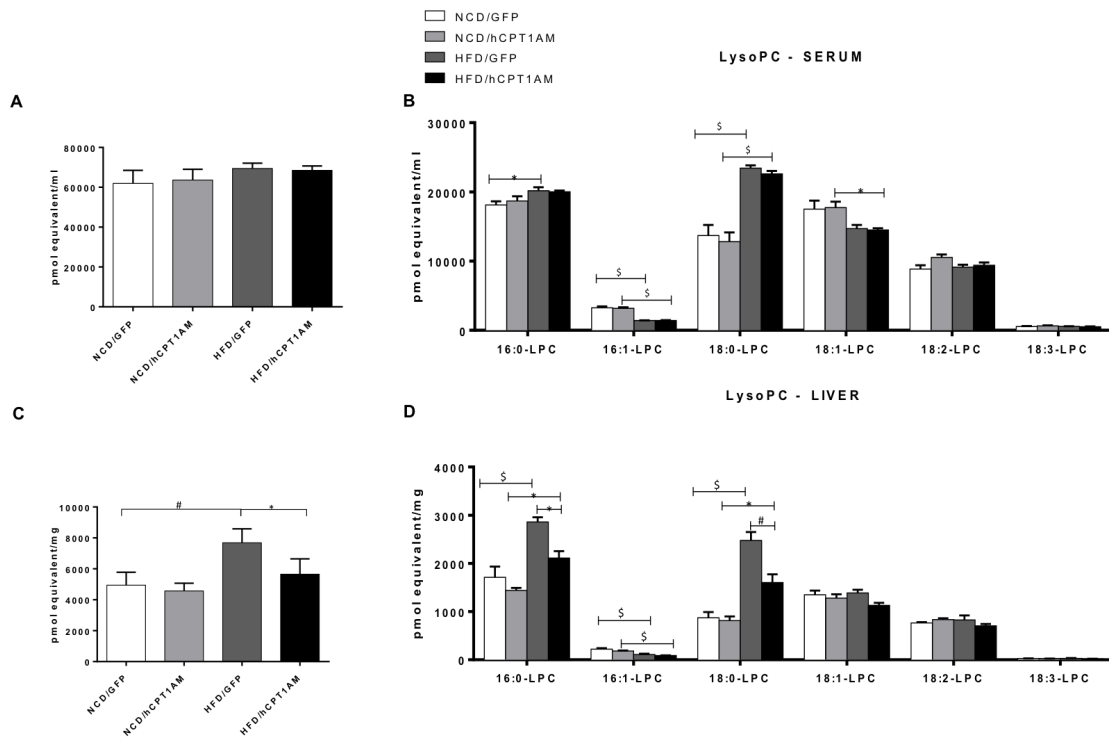 NCD/GFP
NCD/hCPT1AM
HFD/GFP
HFD/hCPT1AM
LysoPC - SERUM
A
pmol equivalent/ml
80000
60000
40000
20000
0
NCD/GFP
NCD/hCPT1AM
HFD/GFP
HFD/hCPT1AM
B
pmol equivalent/ml
30000
20000
10000
0
*
$
$
$
$
*
16:0-LPC
16:1-LPC
18:0-LPC
18:1-LPC
18:2-LPC
18:3-LPC
LysoPC - LIVER
C
pmol equivalent/mg
10000
8000
6000
4000
2000
0
#
*
NCD/GFP
NCD/hCPT1AM
HFD/GFP
HFD/hCPT1AM
D
pmol equivalent/mg
4000
3000
2000
1000
0
$
*
*
$
$
$
*
#
16:0-LPC
16:1-LPC
18:0-LPC
18:1-LPC
18:2-LPC
18:3-LPC